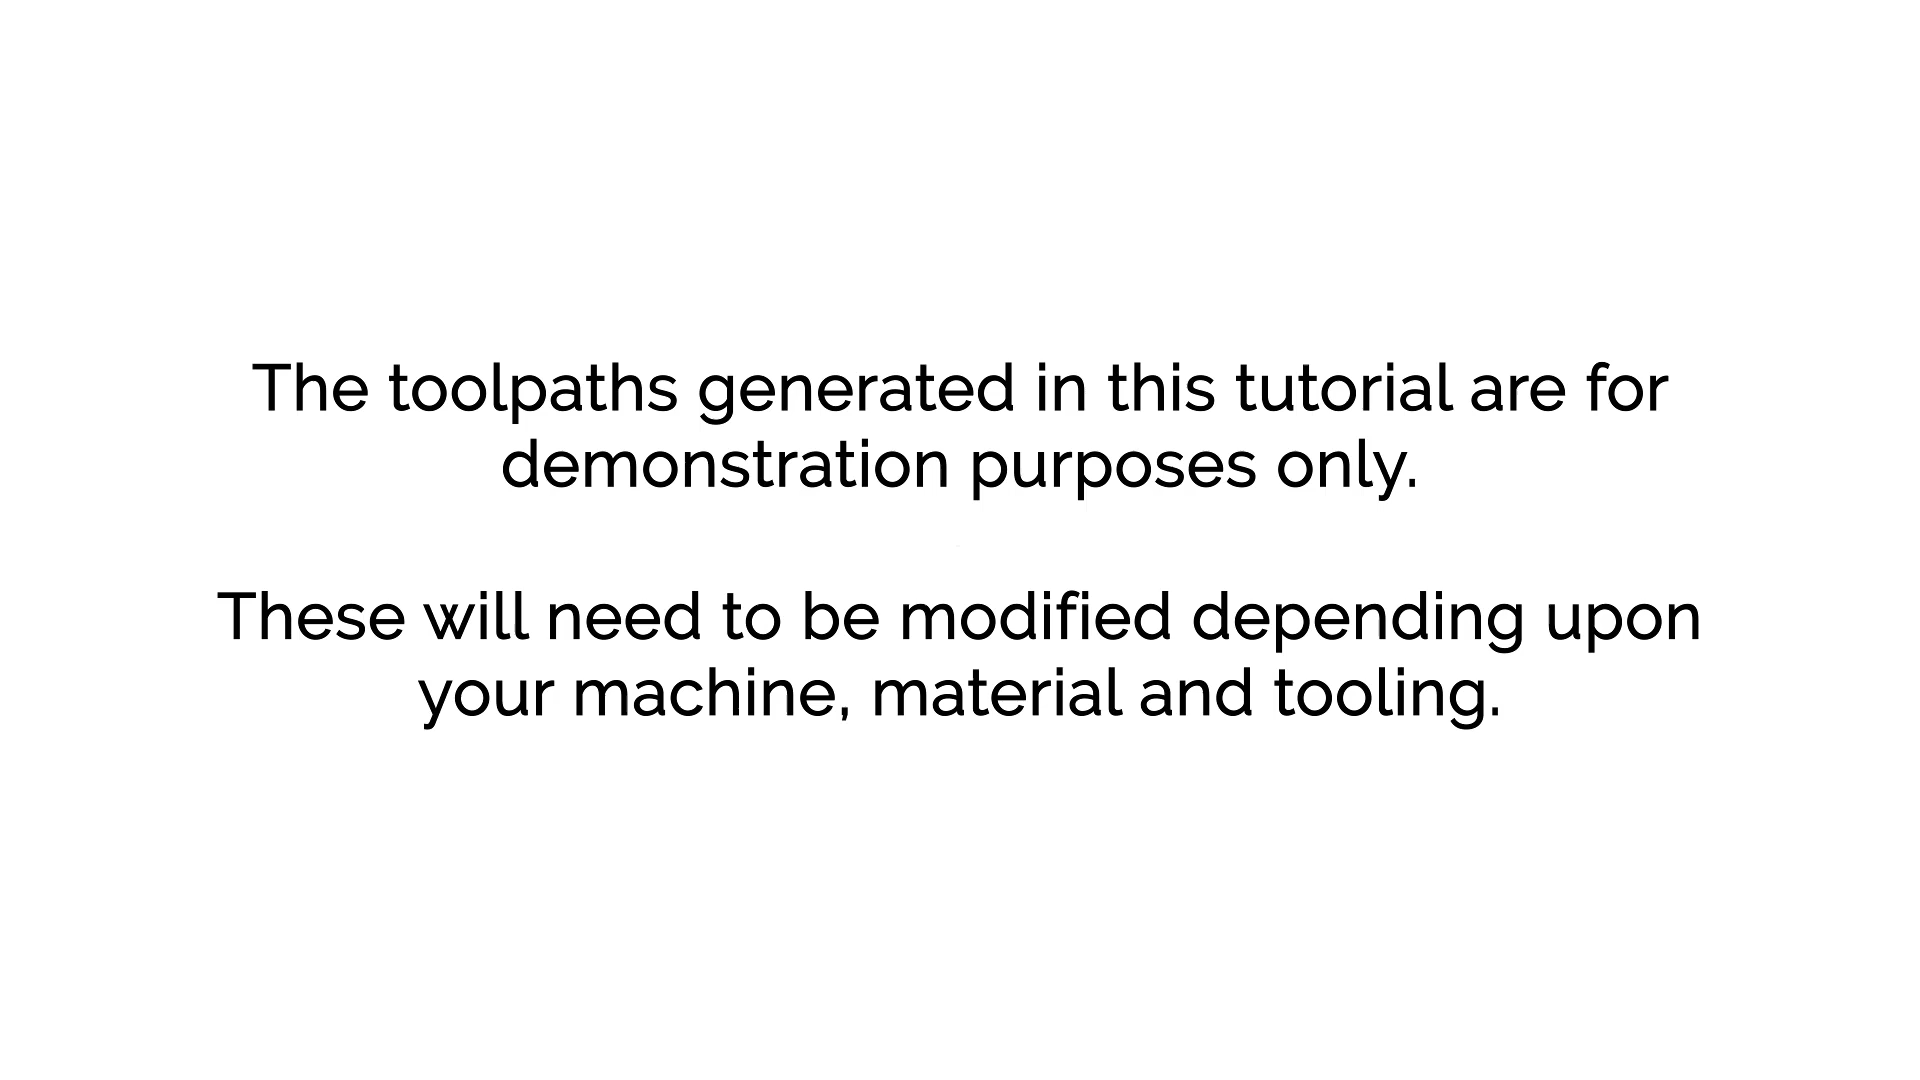 The toolpaths generated in this tutorial are for
demonstration purposes only.
These will need to be modified depending upon
your machine, material and tooling.